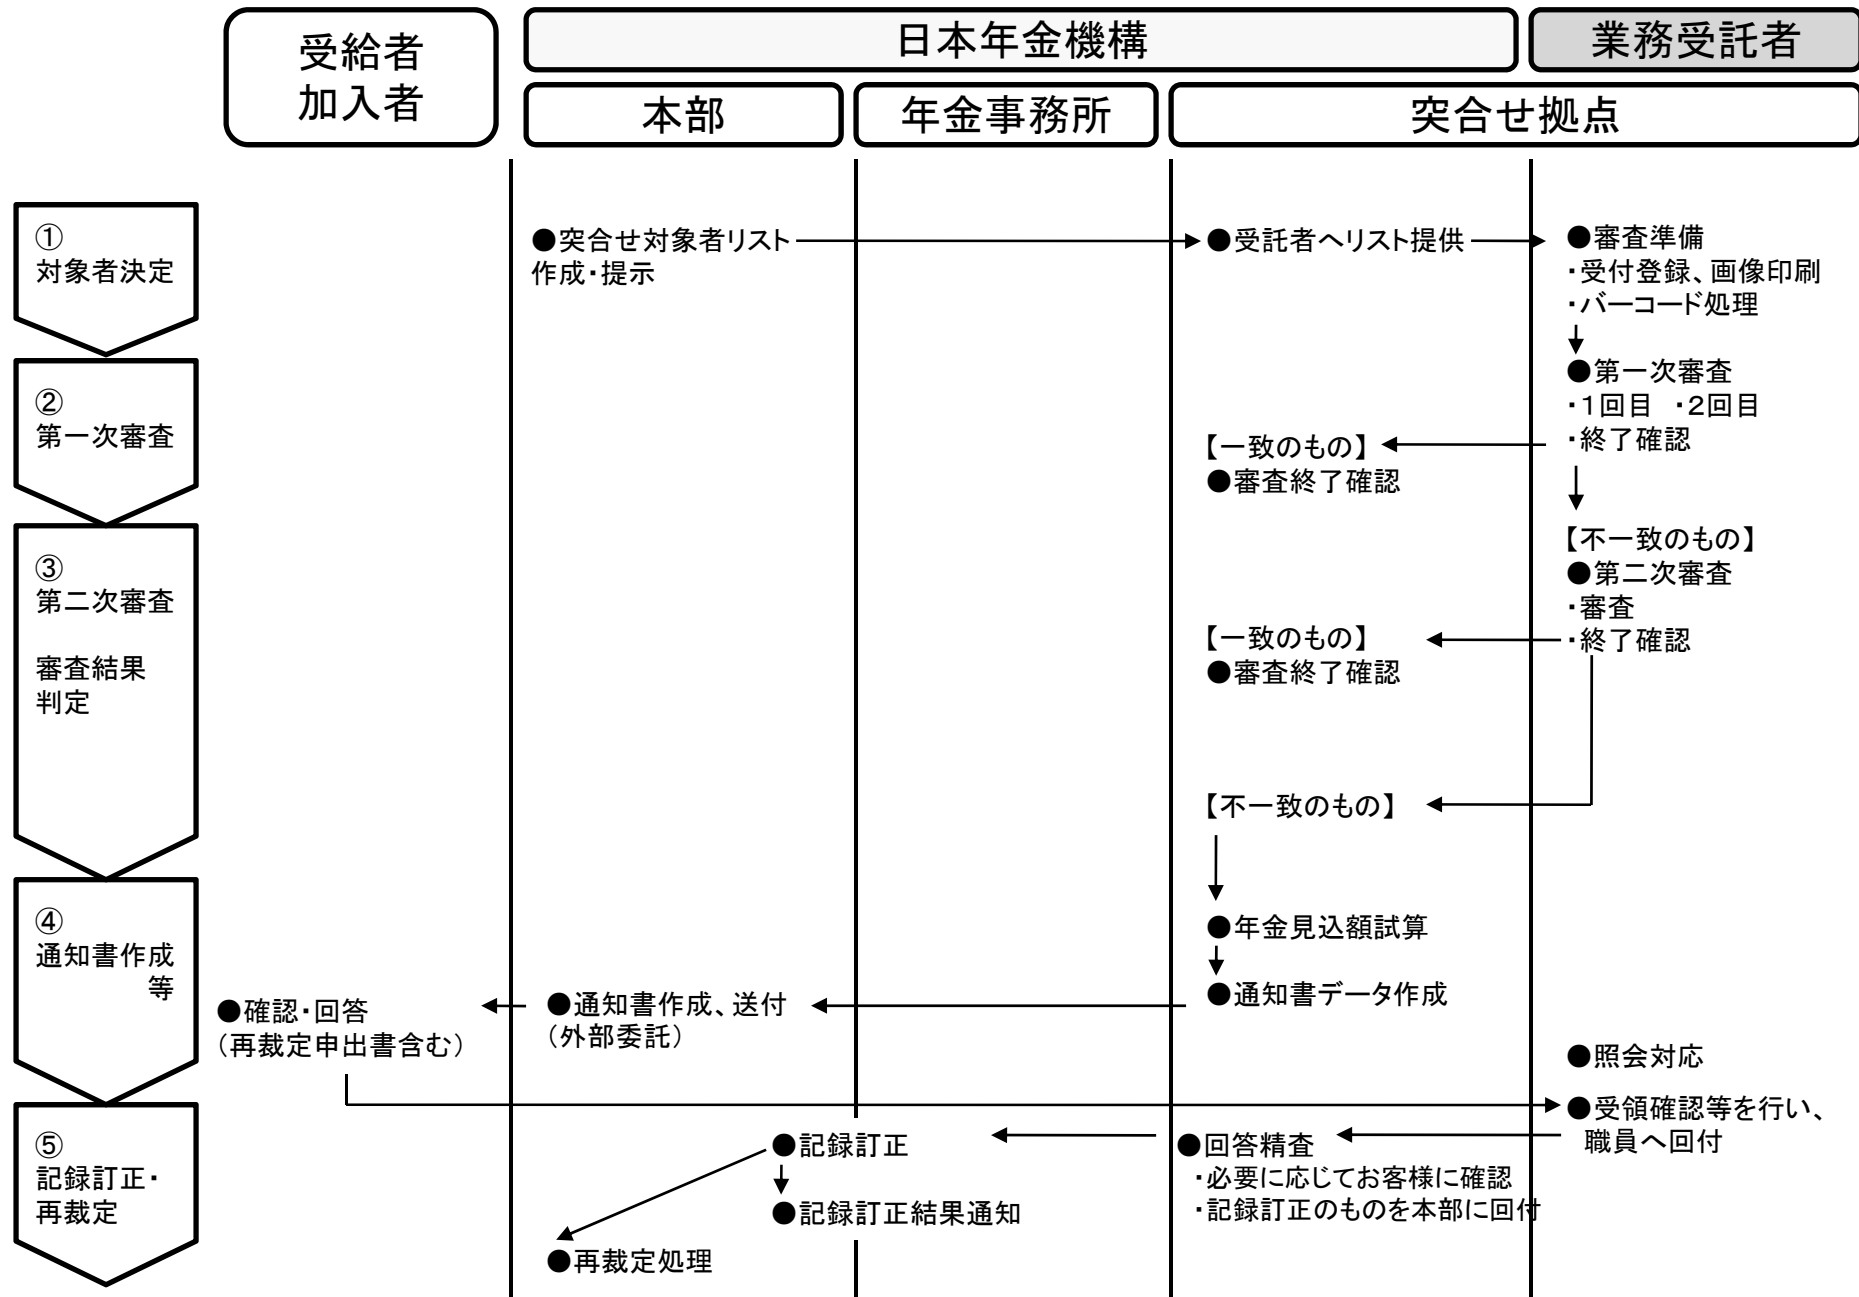 受給者
加入者
日本年金機構
業務受託者
本部
年金事務所
突合せ拠点
①
対象者決定
●突合せ対象者リスト
作成・提示
●受託者へリスト提供
●審査準備
・受付登録、画像印刷
・バーコード処理
②
第一次審査
●第一次審査
・1回目 ・2回目
・終了確認
【一致のもの】
●審査終了確認
③
第二次審査
審査結果
判定
【不一致のもの】
●第二次審査
・審査
・終了確認
【一致のもの】
●審査終了確認
【不一致のもの】
④
通知書作成
等
●年金見込額試算
●通知書データ作成
●通知書作成、送付
（外部委託）
●確認・回答
（再裁定申出書含む）
●照会対応
●受領確認等を行い、
職員へ回付
⑤
記録訂正・
再裁定
●回答精査
・必要に応じてお客様に確認
・記録訂正のものを本部に回付
●記録訂正
●記録訂正結果通知
●再裁定処理